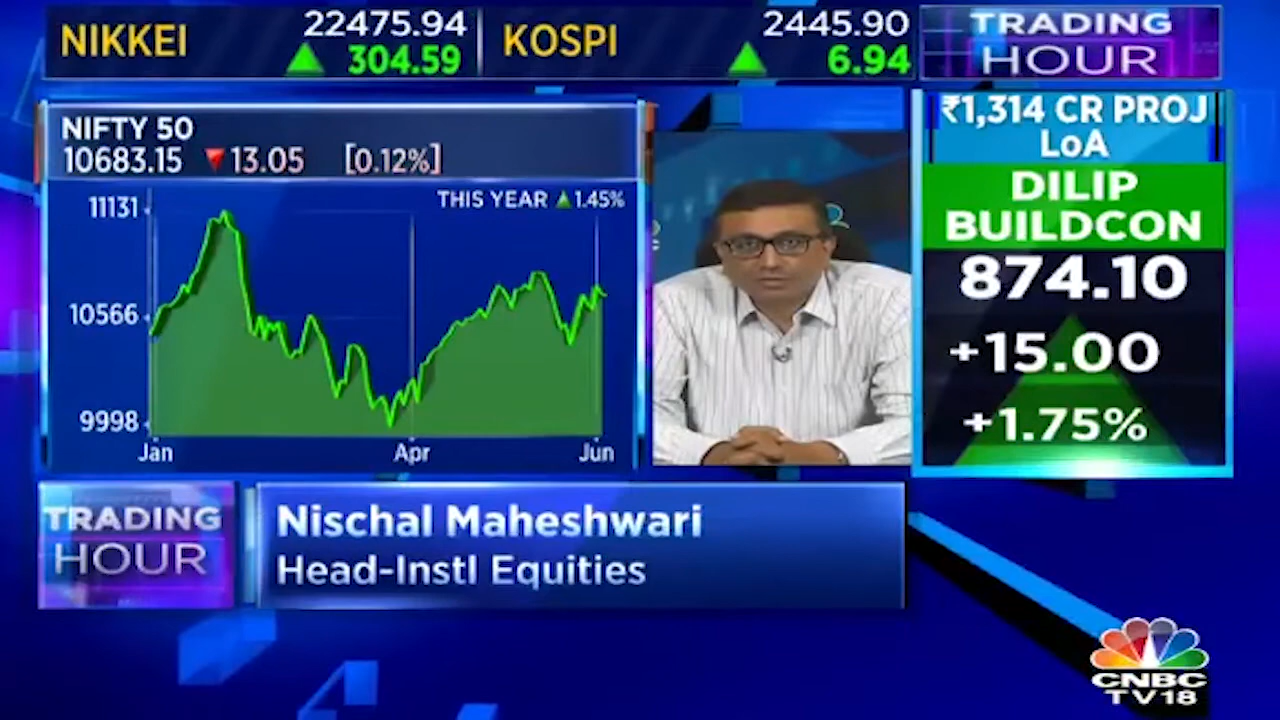 NIKKEI
22475.94
304.59
KOSPI
2445.90
6.94
TRADING
HOUR
NIFTY 50
10683.15 ▼13.05 [0.12%]
THIS YEAR ▲1.45%
11131
10566
9998
Jan Apr Jun
₹1,314 CR PROJ
LoA
DILIP
BUILDCON
874.10
+15.00
+1.75%
TRADING
HOUR
Nischal Maheshwari
Head-Instl Equities
CNBC
TV18